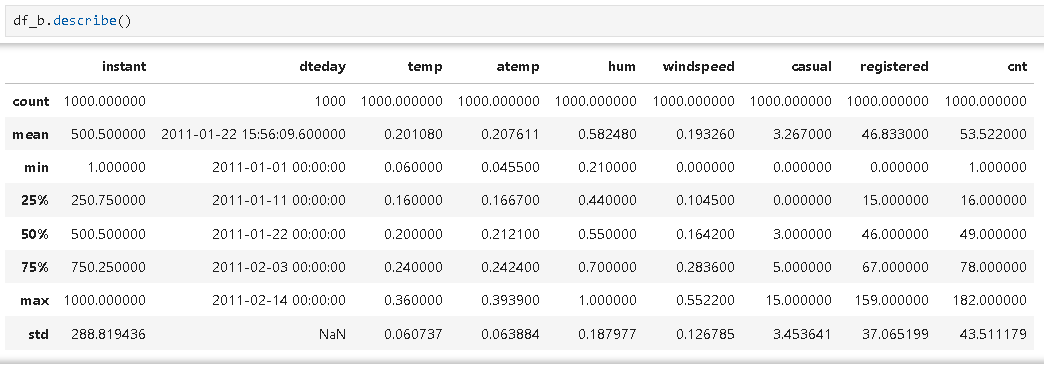 df_b.describe()
instant dteday temp atemp hum windspeed casual registered cnt
count 1000.000000 1000 1000.000000 1000.000000 1000.000000 1000.000000 1000.000000 1000.000000 1000.000000
mean 500.500000 2011-01-22 15:56:09.600000 0.201080 0.207611 0.582480 0.193260 3.267000 46.833000 53.522000
min 1.000000 2011-01-01 00:00:00 0.060000 0.045500 0.210000 0.000000 0.000000 0.000000 1.000000
25% 250.750000 2011-01-11 00:00:00 0.160000 0.166700 0.440000 0.104500 0.000000 15.000000 16.000000
50% 500.500000 2011-01-22 00:00:00 0.200000 0.212100 0.550000 0.164200 3.000000 46.000000 49.000000
75% 750.250000 2011-02-03 00:00:00 0.240000 0.242400 0.700000 0.283600 5.000000 67.000000 78.000000
max 1000.000000 2011-02-14 00:00:00 0.360000 0.393900 1.000000 0.552200 15.000000 159.000000 182.000000
std 288.819436 NaN 0.060737 0.063884 0.187977 0.126785 3.453641 37.065199 43.511179